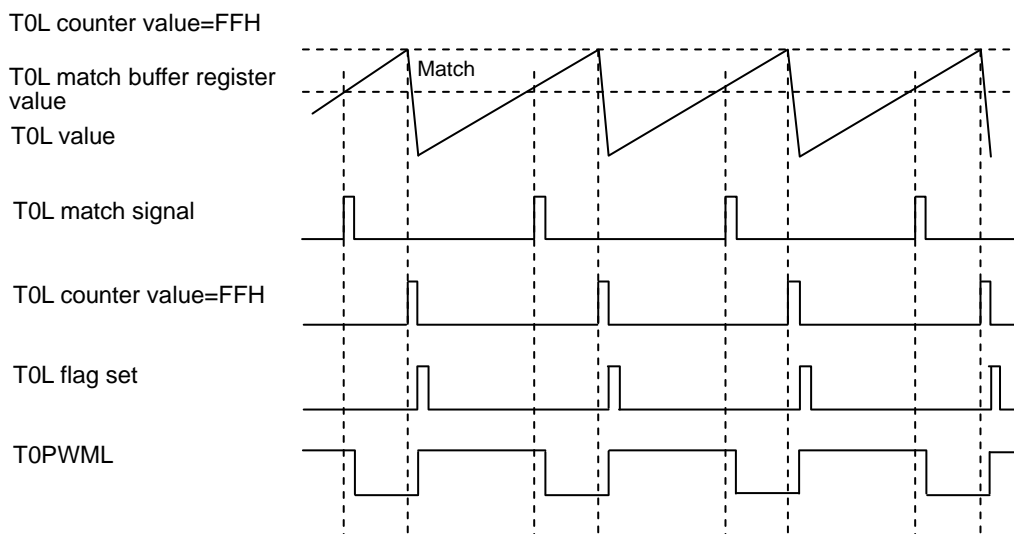 T0L counter value=FFH
T0L match buffer register
value
Match
T0L value
T0L match signal
T0L counter value=FFH
T0L flag set
T0PWML